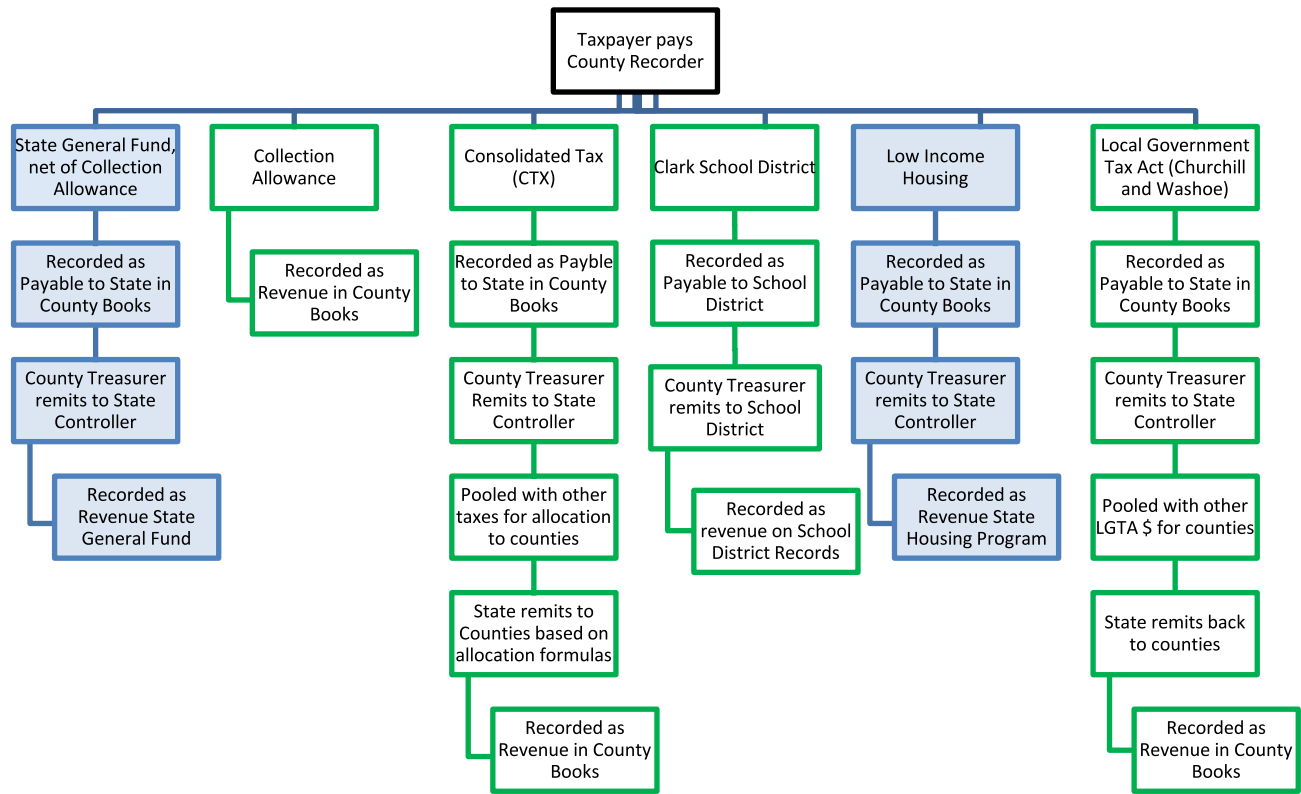 Taxpayer pays
County Recorder
State General Fund,
net of Collection
Allowance
Recorded as
Payable to State in
County Books
County Treasurer
remits to State
Controller
Recorded as
Revenue State
General Fund
Collection
Allowance
Recorded as
Revenue in County
Books
Consolidated Tax
(CTX)
Recorded as Payble
to State in County
Books
County Treasurer
Remits to State
Controller
Pooled with other
taxes for allocation
to counties
State remits to
Counties based on
allocation formulas
Recorded as
Revenue in County
Books
Clark School District
Recorded as
Payable to School
District
County Treasurer
remits to School
District
Recorded as
revenue on School
District Records
Low Income
Housing
Recorded as
Payable to State in
County Books
County Treasurer
remits to State
Controller
Recorded as
Revenue State
Housing Program
Local Government
Tax Act (Churchill
and Washoe)
Recorded as
Payable to State in
County Books
County Treasurer
remits to State
Controller
Pooled with other
LGTA $ for counties
State remits back
to counties
Recorded as
Revenue in County
Books